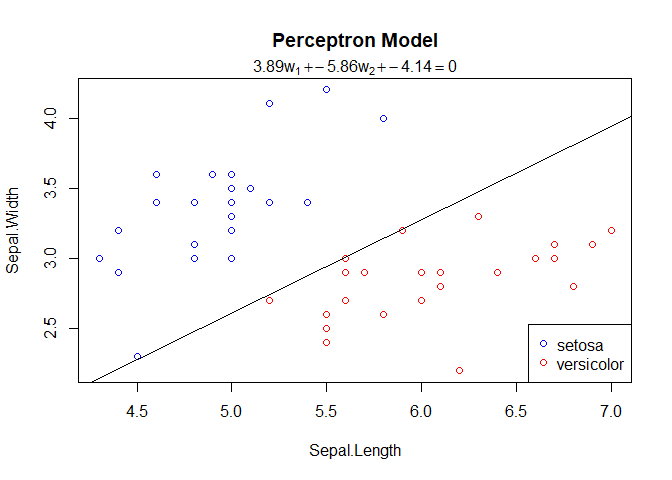 Perceptron Model
3.89w₁+−5.86w₂+−4.14=0
Sepal.Width
4.0
3.5
3.0
2.5
setosa
versicolor
4.5 5.0 5.5 6.0 6.5 7.0
Sepal.Length